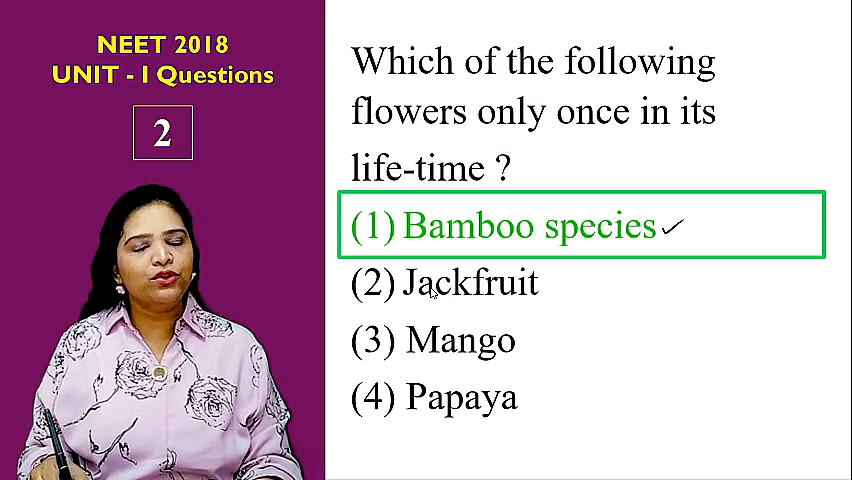 NEET 2018
UNIT - I Questions
2
Which of the following
flowers only once in its
life-time ?
(1) Bamboo species
(2) Jackfruit
(3) Mango
(4) Papaya